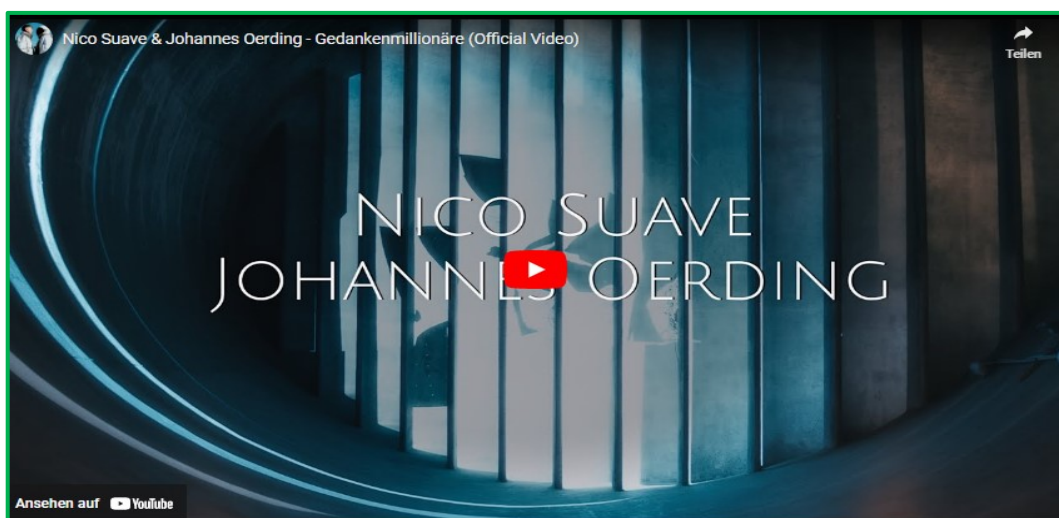 Nico Suave & Johannes Oerding - Gedankenmillionäre (Official Video)
Teilen
NICO SUAVE
JOHANNES OERDING
Ansehen auf YouTube